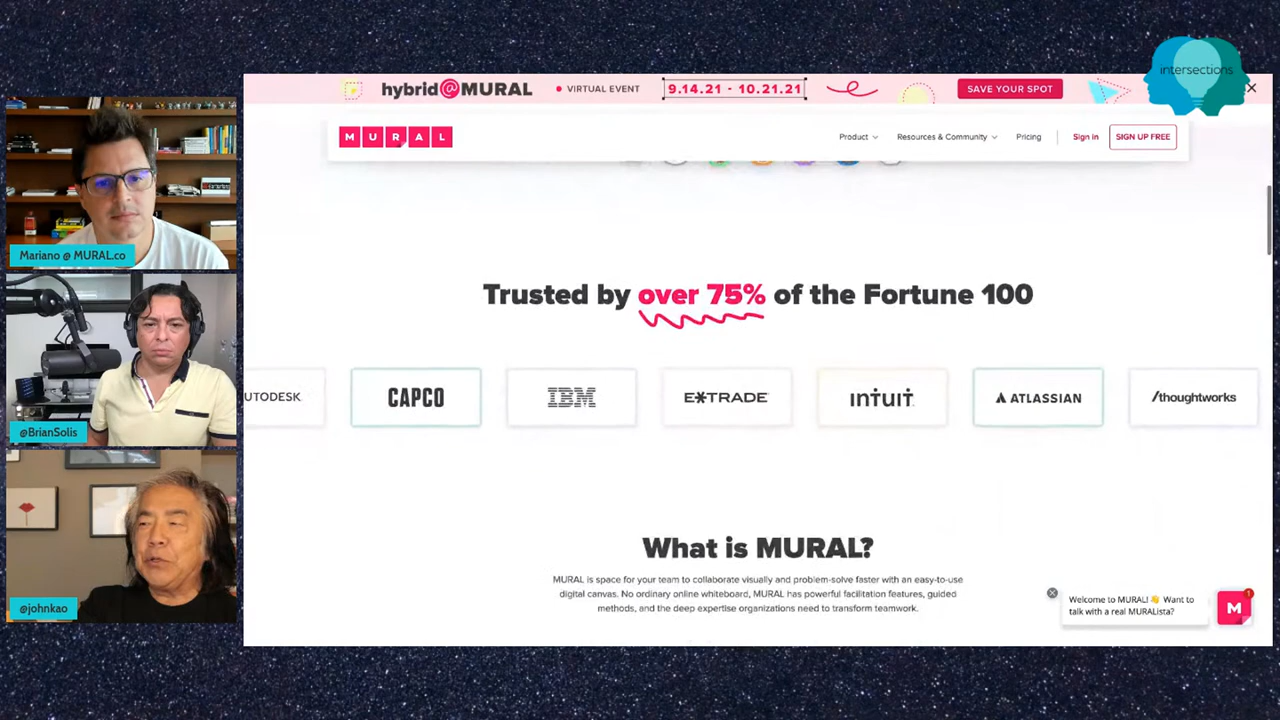 intersections
hybrid@MURAL
VIRTUAL EVENT
9.14.21 - 10.21.21
SAVE YOUR SPOT
MURAL
Product
Resources & Community
Pricing
Sign in
SIGN UP FREE
Trusted by over 75% of the Fortune 100
UTODESK
CAPCO
IBM
E*TRADE
intuit
ATLASSIAN
/thoughtworks
What is MURAL?
MURAL is space for your team to collaborate visually and problem-solve faster with an easy-to-use
digital canvas. No ordinary online whiteboard, MURAL has powerful facilitation features, guided
methods, and the deep expertise organizations need to transform teamwork.
Welcome to MURAL! 👋 Want to
talk with a real MURALista?
M
1
Mariano @ MURAL.co
@BrianSolis
@johnkao